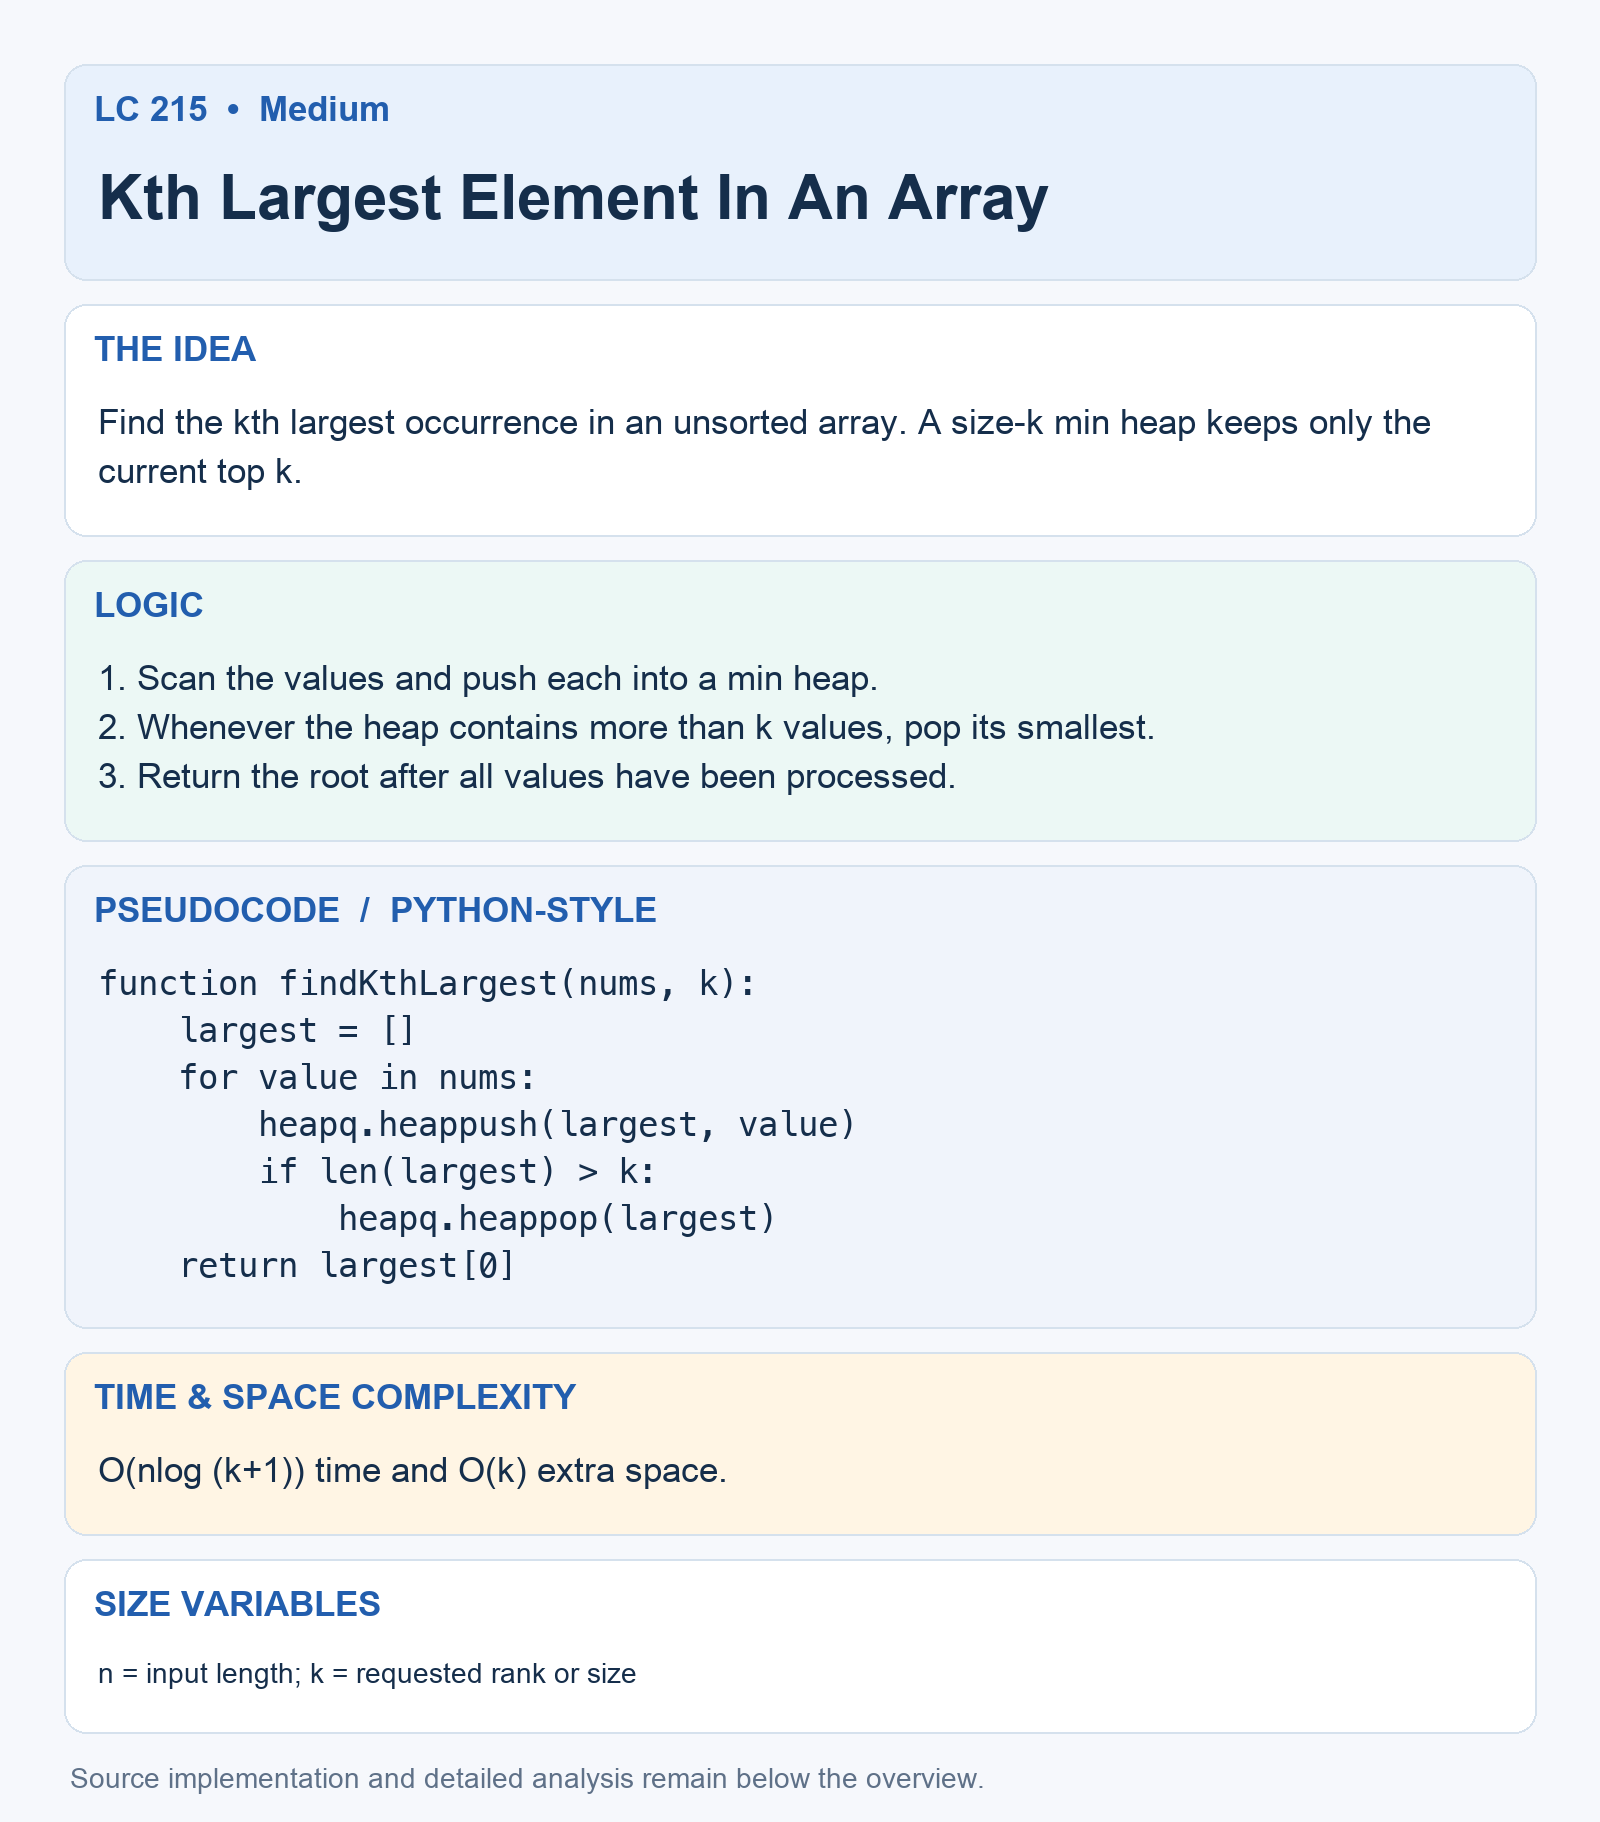 LC 215 • Medium
Kth Largest Element In An Array
THE IDEA
Find the kth largest occurrence in an unsorted array. A size-k min heap keeps only the
current top k.
LOGIC
1. Scan the values and push each into a min heap.
2. Whenever the heap contains more than k values, pop its smallest.
3. Return the root after all values have been processed.
PSEUDOCODE / PYTHON-STYLE
function findKthLargest(nums, k):
    largest = []
    for value in nums:
        heapq.heappush(largest, value)
        if len(largest) > k:
            heapq.heappop(largest)
    return largest[0]
TIME & SPACE COMPLEXITY
O(nlog (k+1)) time and O(k) extra space.
SIZE VARIABLES
n = input length; k = requested rank or size
Source implementation and detailed analysis remain below the overview.